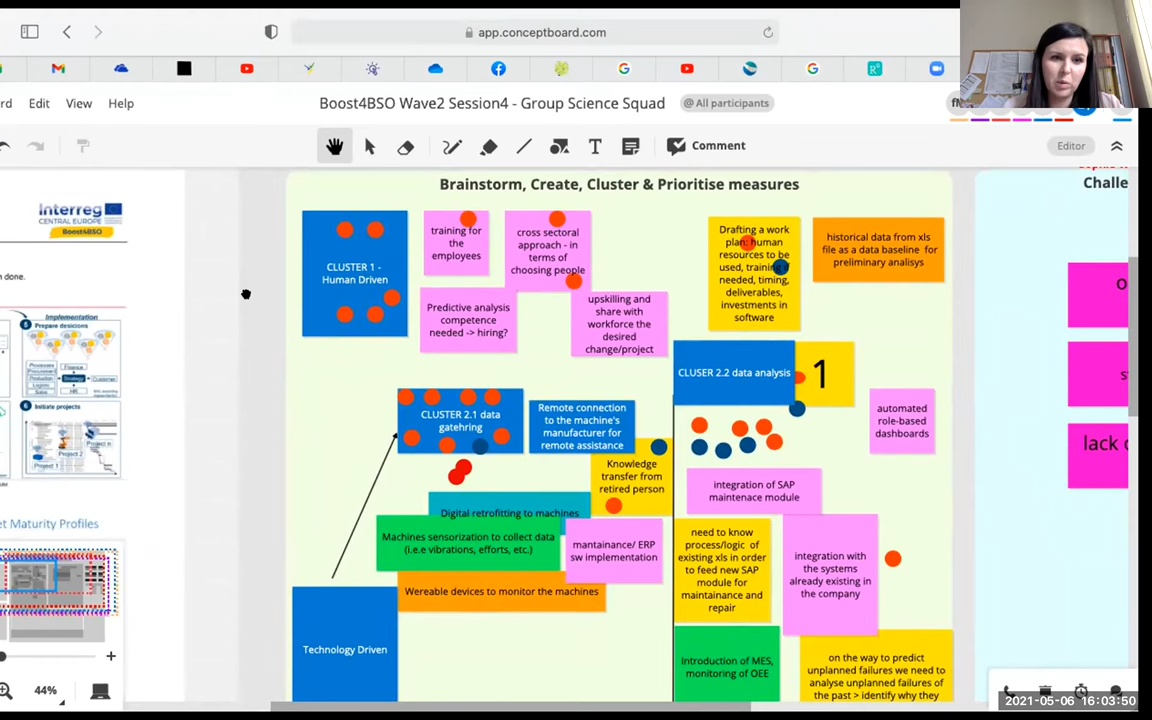 app.conceptboard.com
Edit View Help
Boost4BSO Wave2 Session4 - Group Science Squad
@ All participants
Comment
Editor
Interreg
CENTRAL EUROPE
Boost4BSO
n done.
Implementation
5 Prepare desicions
6 Initiate projects
et Maturity Profiles
44%
Brainstorm, Create, Cluster & Prioritise measures
CLUSTER 1 -
Human Driven
training for
the
employees
cross sectoral
approach - in
terms of
choosing people
Predictive analysis
competence
needed -> hiring?
upskilling and
share with
workforce the
desired
change/project
Drafting a work
plan: human
resources to be
used, training if
needed, timing,
deliverables,
investments in
software
historical data from xls
file as a data baseline for
preliminary analisys
CLUSTER 2.1 data
gatehring
Remote connection
to the machine's
manufacturer for
remote assistance
Knowledge
transfer from
retired person
Digital retrofitting to machines
Machines sensorization to collect data
(i.e.e vibrations, efforts, etc.)
mantainance/ ERP
sw implementation
Wereable devices to monitor the machines
Technology Driven
CLUSER 2.2 data analysis
1
automated
role-based
dashboards
integration of SAP
maintenace module
need to know
process/logic of
existing xls in order
to feed new SAP
module for
maintainance and
repair
integration with
the systems
already existing in
the company
Introduction of MES,
monitoring of OEE
on the way to predict
unplanned failures we need to
analyse unplanned failures of
the past > identify why they
Challe
lack
2021-05-06 16:03:50